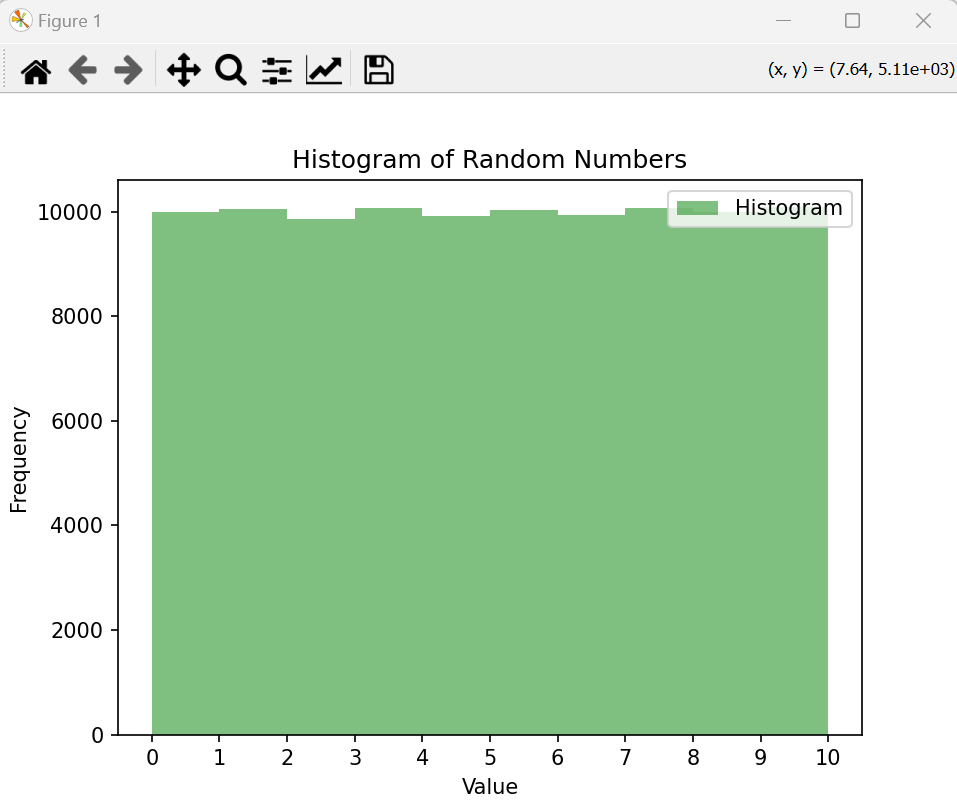 Figure 1
(x, y) = (7.64, 5.11e+03)
Histogram of Random Numbers
Histogram
10000
8000
6000
4000
2000
0
Frequency
0 1 2 3 4 5 6 7 8 9 10
Value